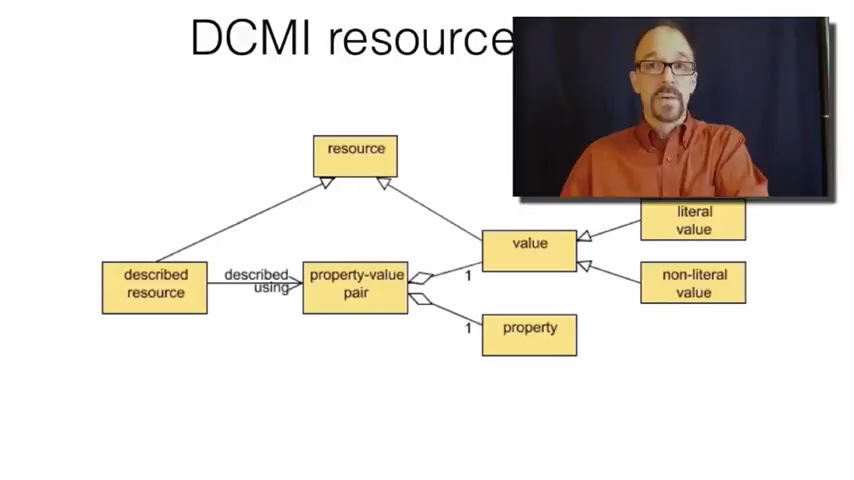 DCMI resource
resource
literal
value
value
described
resource
described
using
property-value
pair
1
non-literal
value
1
property